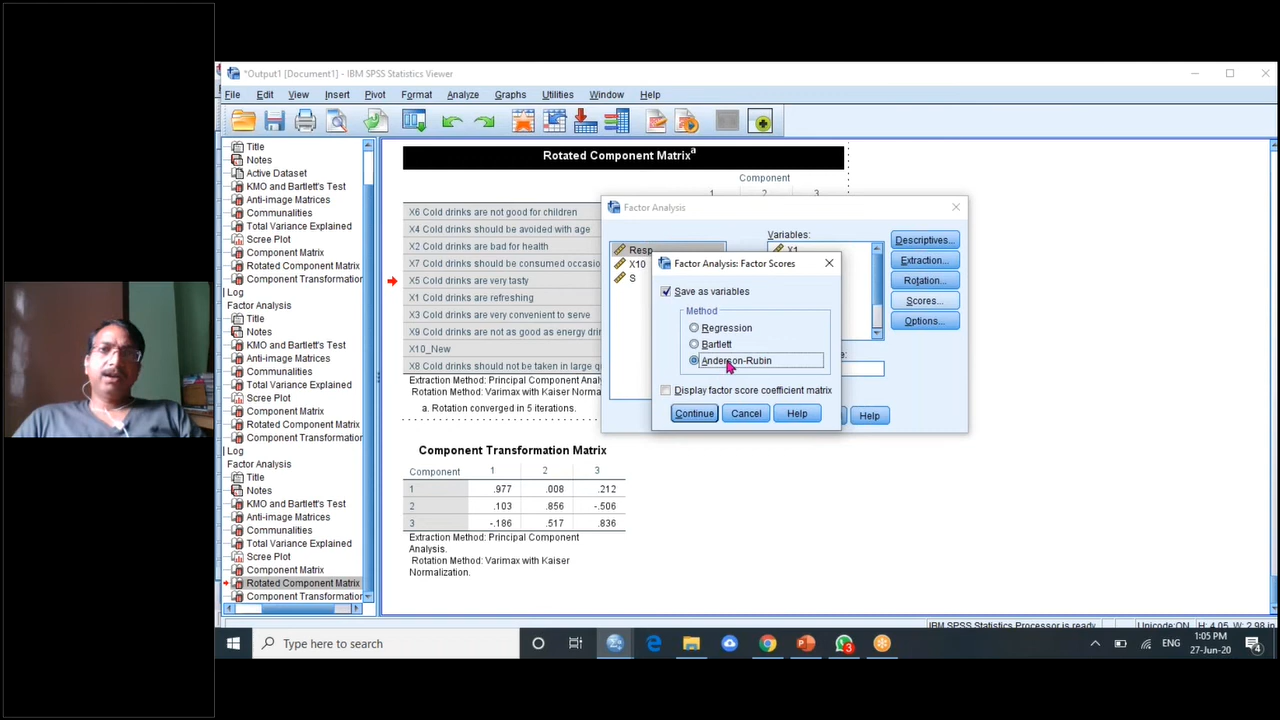 *Output1 [Document1] - IBM SPSS Statistics Viewer
File Edit View Insert Pivot Format Analyze Graphs Utilities Window Help
Title
Notes
Active Dataset
KMO and Bartlett's Test
Anti-image Matrices
Communalities
Total Variance Explained
Scree Plot
Component Matrix
Rotated Component Matrix
Component Transformation
Log
Factor Analysis
Title
Notes
KMO and Bartlett's Test
Anti-image Matrices
Communalities
Total Variance Explained
Scree Plot
Component Matrix
Rotated Component Matrix
Component Transformation
Log
Factor Analysis
Title
Notes
KMO and Bartlett's Test
Anti-image Matrices
Communalities
Total Variance Explained
Scree Plot
Component Matrix
Rotated Component Matrix
Component Transformation
Rotated Component Matrixa
Component
1 2 3
X6 Cold drinks are not good for children
X4 Cold drinks should be avoided with age
X2 Cold drinks are bad for health
X7 Cold drinks should be consumed occasio
X5 Cold drinks are very tasty
X1 Cold drinks are refreshing
X3 Cold drinks are very convenient to serve
X9 Cold drinks are not as good as energy drin
X10_New
X8 Cold drinks should not be taken in large q
Extraction Method: Principal Component Analy
Rotation Method: Varimax with Kaiser Norma
a. Rotation converged in 5 iterations.
Component Transformation Matrix
Component 1 2 3
1 .977 .008 .212
2 .103 .856 -.506
3 -.186 .517 .836
Extraction Method: Principal Component
Analysis.
Rotation Method: Varimax with Kaiser
Normalization.
Factor Analysis
Variables:
Resp
X10
S
X1
Descriptives...
Extraction...
Rotation...
Scores...
Options...
Help
Factor Analysis: Factor Scores
Save as variables
Method
Regression
Bartlett
Anderson-Rubin
Display factor score coefficient matrix
Continue Cancel Help
IBM SPSS Statistics Processor is ready
Unicode:ON H: 4.05, W: 2.98 in
Type here to search
3
ENG
1:05 PM
27-Jun-20
4